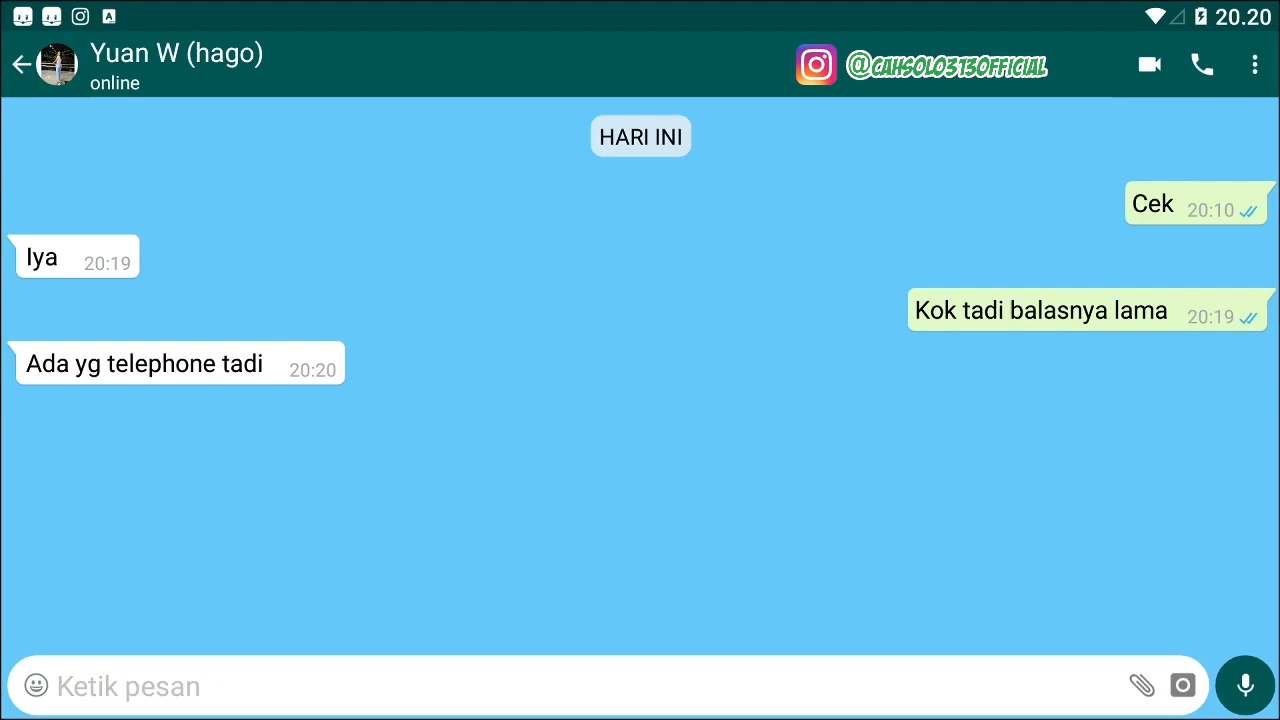 20.20
Yuan W (hago)
online
@CAHSOLO313OFFICIAL
HARI INI
Cek 20:10
Iya 20:19
Kok tadi balasnya lama 20:19
Ada yg telephone tadi 20:20
Ketik pesan